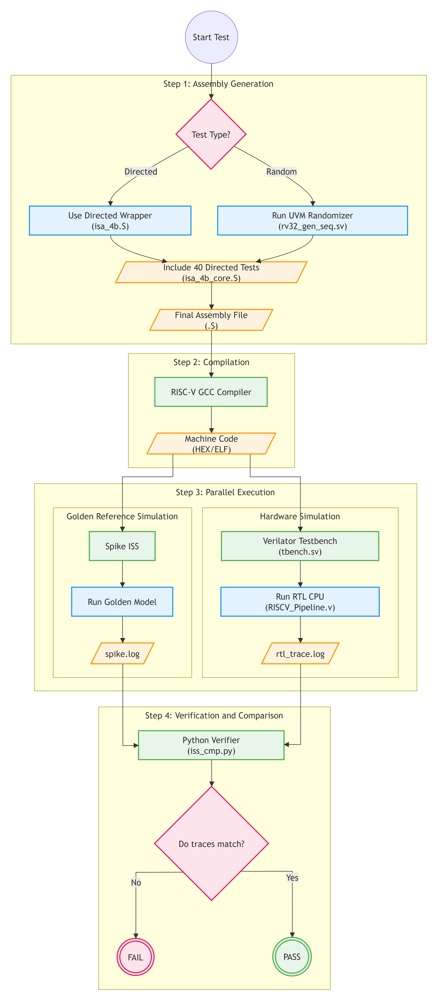 Start Test
Step 1: Assembly Generation
Test Type?
Directed
Random
Use Directed Wrapper
(isa_4b.S)
Run UVM Randomizer
(rv32_gen_seq.sv)
Include 40 Directed Tests
(isa_4b_core.S)
Final Assembly File
(.S)
Step 2: Compilation
RISC-V GCC Compiler
Machine Code
(HEX/ELF)
Step 3: Parallel Execution
Golden Reference Simulation
Hardware Simulation
Spike ISS
Verilator Testbench
(tbench.sv)
Run Golden Model
Run RTL CPU
(RISCV_Pipeline.v)
spike.log
rtl_trace.log
Step 4: Verification and Comparison
Python Verifier
(iss_cmp.py)
Do traces match?
No
Yes
FAIL
PASS